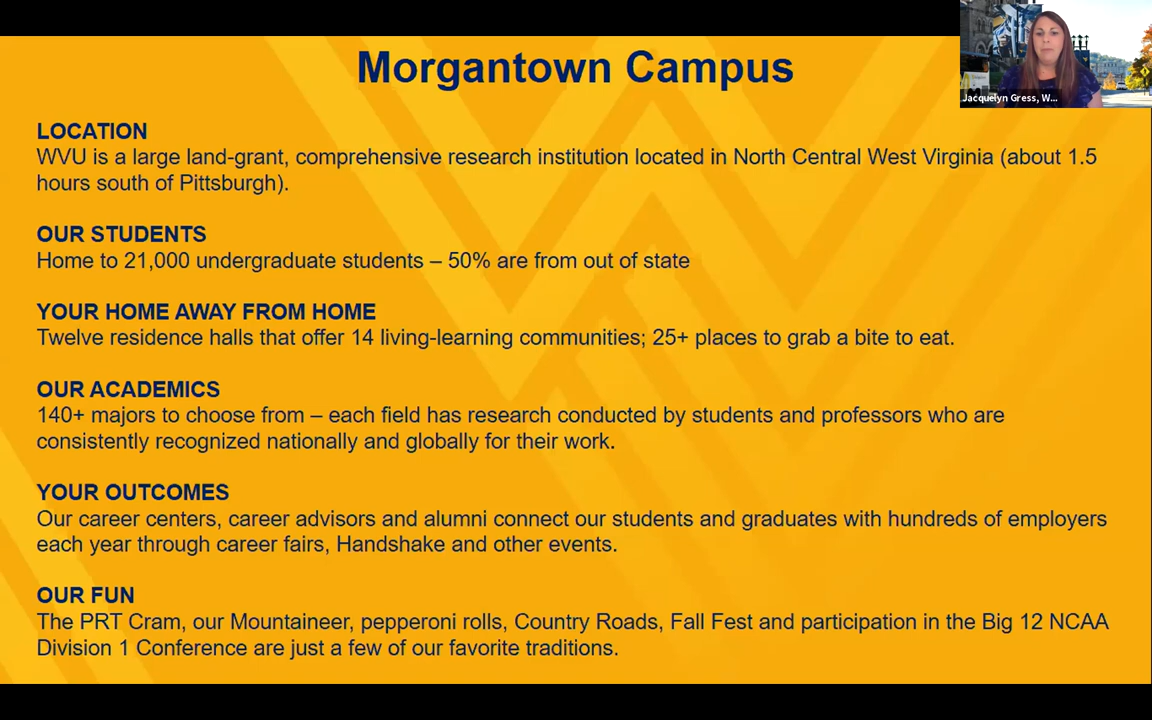 Morgantown Campus
Jacquelyn Gress, W...
LOCATION
WVU is a large land-grant, comprehensive research institution located in North Central West Virginia (about 1.5
hours south of Pittsburgh).
OUR STUDENTS
Home to 21,000 undergraduate students – 50% are from out of state
YOUR HOME AWAY FROM HOME
Twelve residence halls that offer 14 living-learning communities; 25+ places to grab a bite to eat.
OUR ACADEMICS
140+ majors to choose from – each field has research conducted by students and professors who are
consistently recognized nationally and globally for their work.
YOUR OUTCOMES
Our career centers, career advisors and alumni connect our students and graduates with hundreds of employers
each year through career fairs, Handshake and other events.
OUR FUN
The PRT Cram, our Mountaineer, pepperoni rolls, Country Roads, Fall Fest and participation in the Big 12 NCAA
Division 1 Conference are just a few of our favorite traditions.